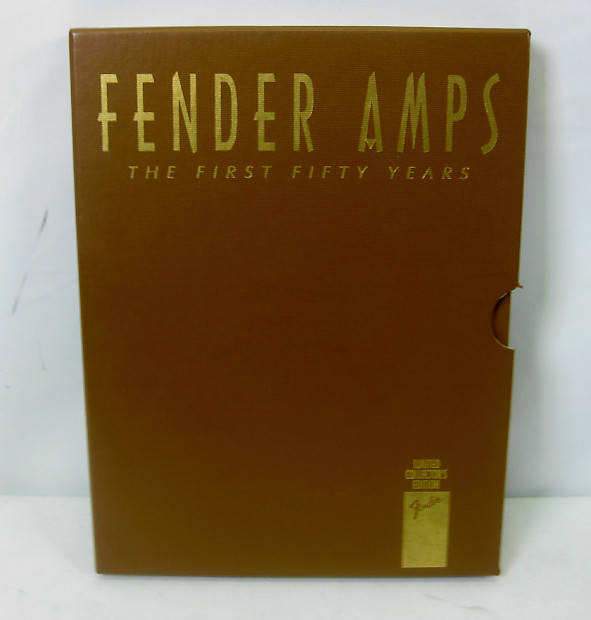 FENDER AMPS
THE FIRST FIFTY YEARS
LIMITED
COLLECTOR'S
EDITION
Fender